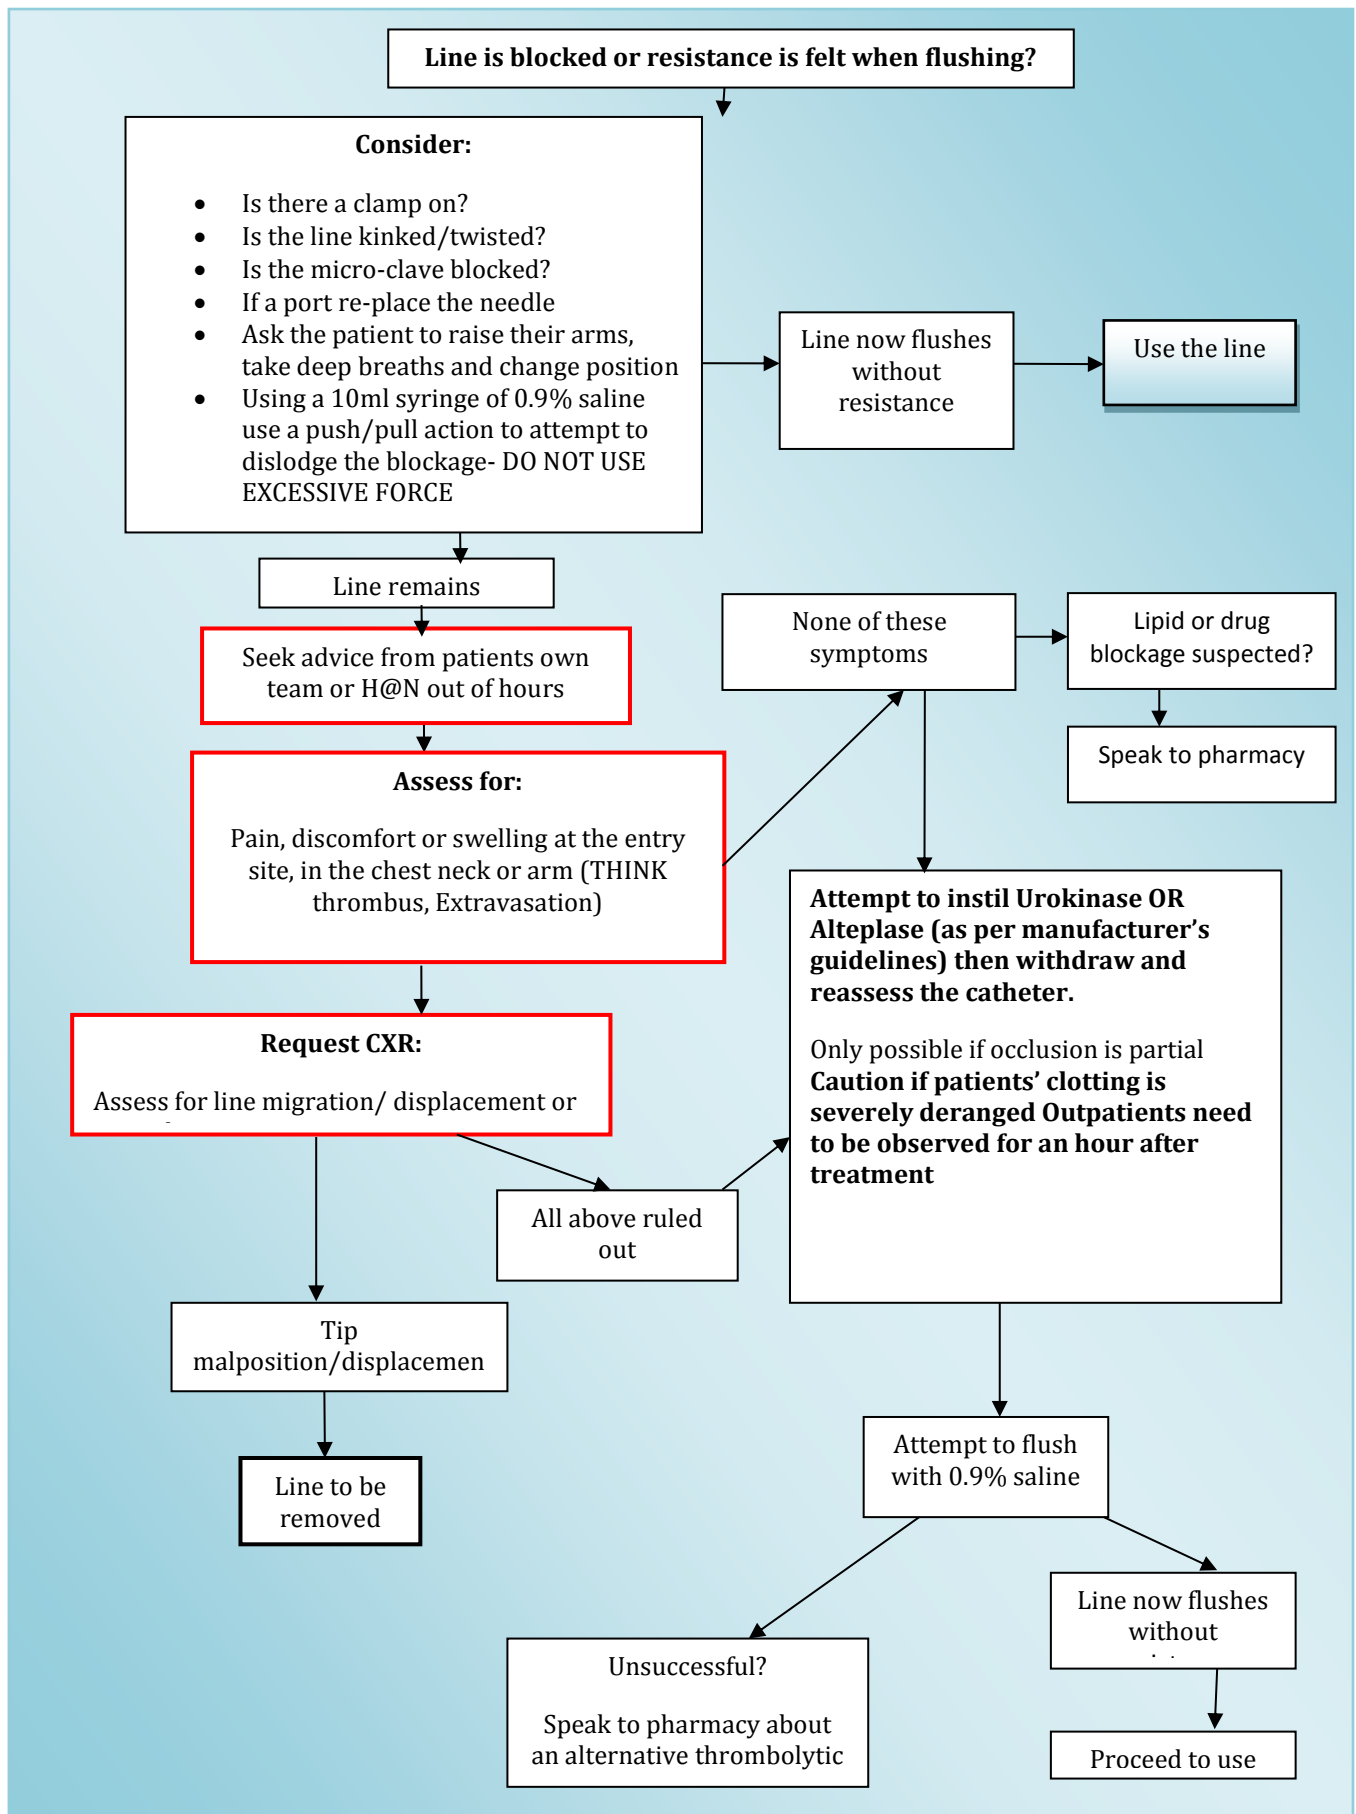 Line is blocked or resistance is felt when flushing?
Consider:
• Is there a clamp on?
• Is the line kinked/twisted?
• Is the micro-clave blocked?
• If a port re-place the needle
• Ask the patient to raise their arms,
take deep breaths and change position
• Using a 10ml syringe of 0.9% saline
use a push/pull action to attempt to
dislodge the blockage- DO NOT USE
EXCESSIVE FORCE
Line now flushes
without
resistance
Use the line
Line remains
Seek advice from patients own
team or H@N out of hours
Assess for:
Pain, discomfort or swelling at the entry
site, in the chest neck or arm (THINK
thrombus, Extravasation)
None of these
symptoms
Lipid or drug
blockage suspected?
Speak to pharmacy
Request CXR:
Assess for line migration/ displacement or
All above ruled
out
Attempt to instil Urokinase OR
Alteplase (as per manufacturer’s
guidelines) then withdraw and
reassess the catheter.
Only possible if occlusion is partial
Caution if patients’ clotting is
severely deranged Outpatients need
to be observed for an hour after
treatment
Tip
malposition/displacemen
Line to be
removed
Attempt to flush
with 0.9% saline
Unsuccessful?
Speak to pharmacy about
an alternative thrombolytic
Line now flushes
without
Proceed to use